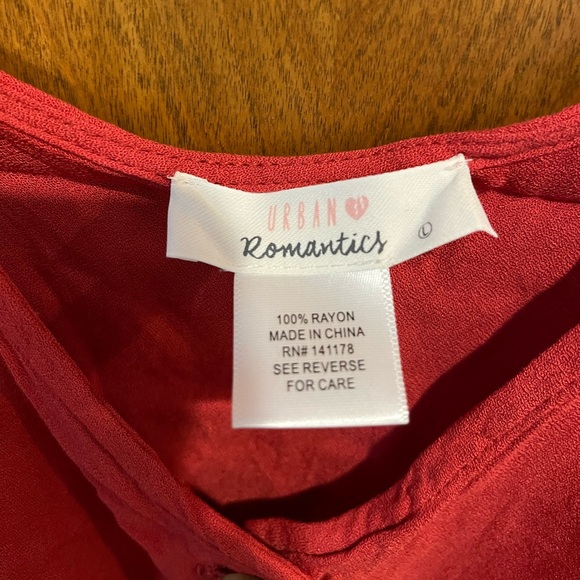 URBAN
Romantics
L
100% RAYON
MADE IN CHINA
RN# 141178
SEE REVERSE
FOR CARE